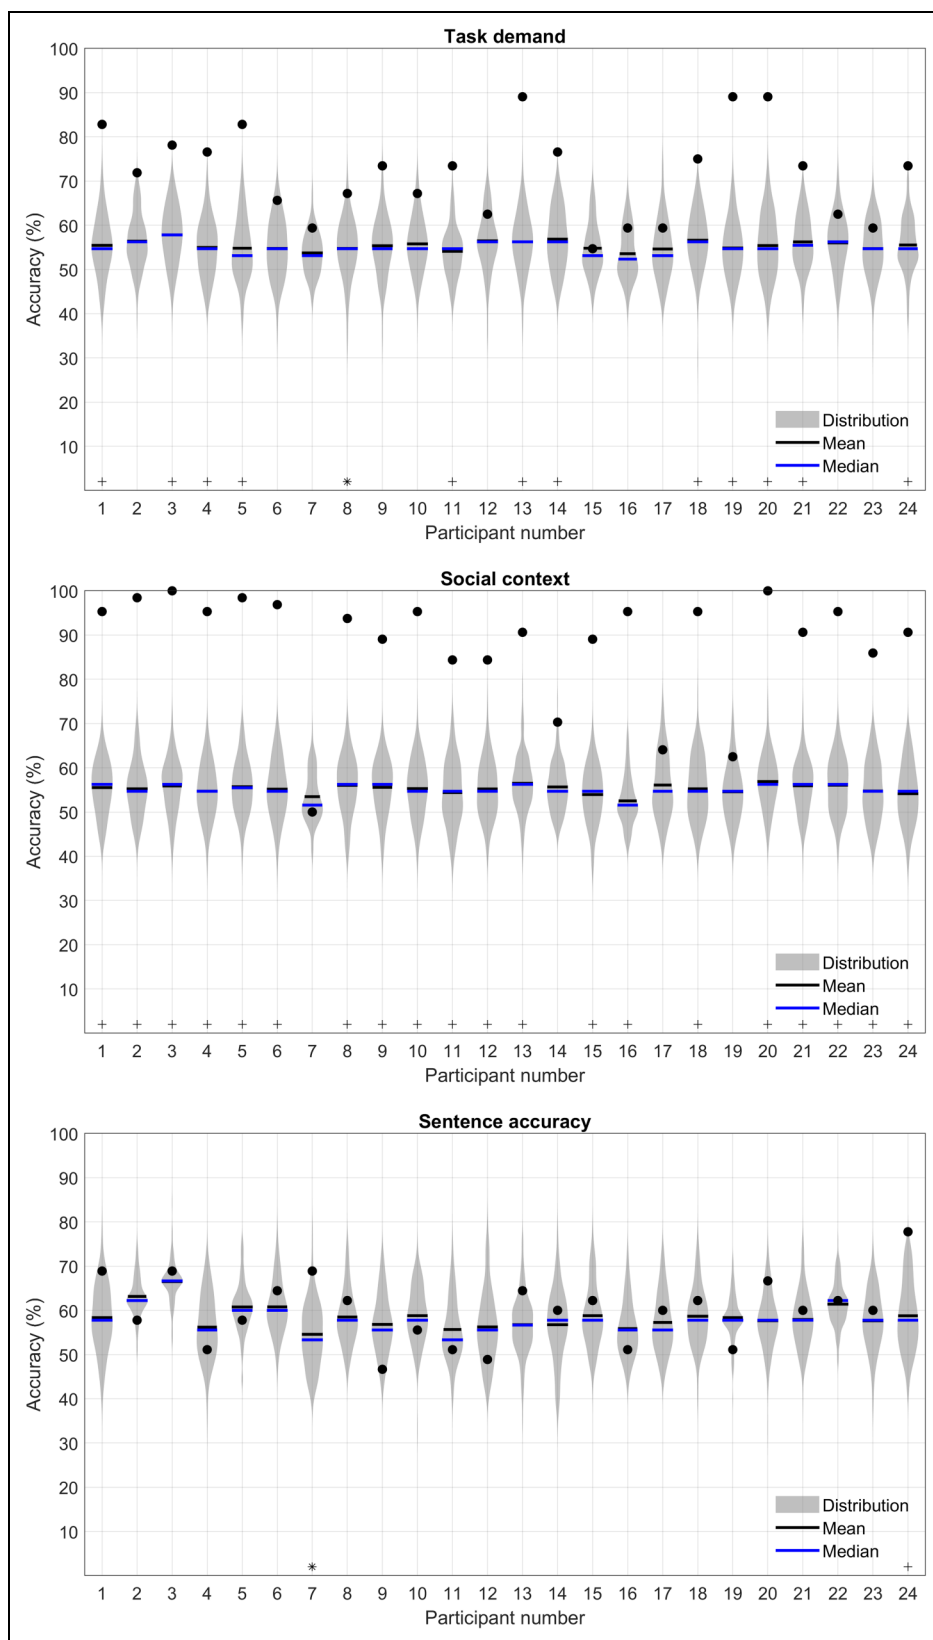 Task demand
100
90
80
70
60
50
40
30
20
10
Accuracy (%)
Distribution
Mean
Median
+ + + + * + + + + + + + +
1 2 3 4 5 6 7 8 9 10 11 12 13 14 15 16 17 18 19 20 21 22 23 24
Participant number
Social context
100
90
80
70
60
50
40
30
20
10
Accuracy (%)
Distribution
Mean
Median
+ + + + + + + + + + + + + + + + + + + + +
1 2 3 4 5 6 7 8 9 10 11 12 13 14 15 16 17 18 19 20 21 22 23 24
Participant number
Sentence accuracy
100
90
80
70
60
50
40
30
20
10
Accuracy (%)
Distribution
Mean
Median
* +
1 2 3 4 5 6 7 8 9 10 11 12 13 14 15 16 17 18 19 20 21 22 23 24
Participant number